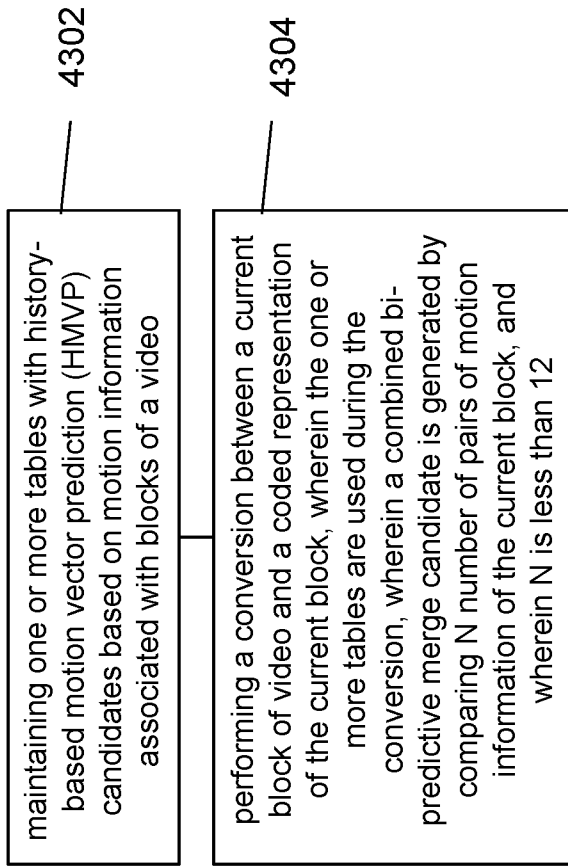 maintaining one or more tables with history-
based motion vector prediction (HMVP)
candidates based on motion information
associated with blocks of a video
4302
performing a conversion between a current
block of video and a coded representation
of the current block, wherein the one or
more tables are used during the
conversion, wherein a combined bi-
predictive merge candidate is generated by
comparing N number of pairs of motion
information of the current block, and
wherein N is less than 12
4304